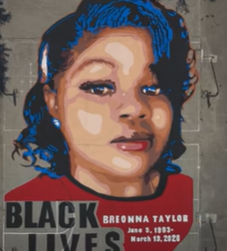 BLACK
LIVES
BREONNA TAYLOR
June 5, 1993-
March 13, 2020